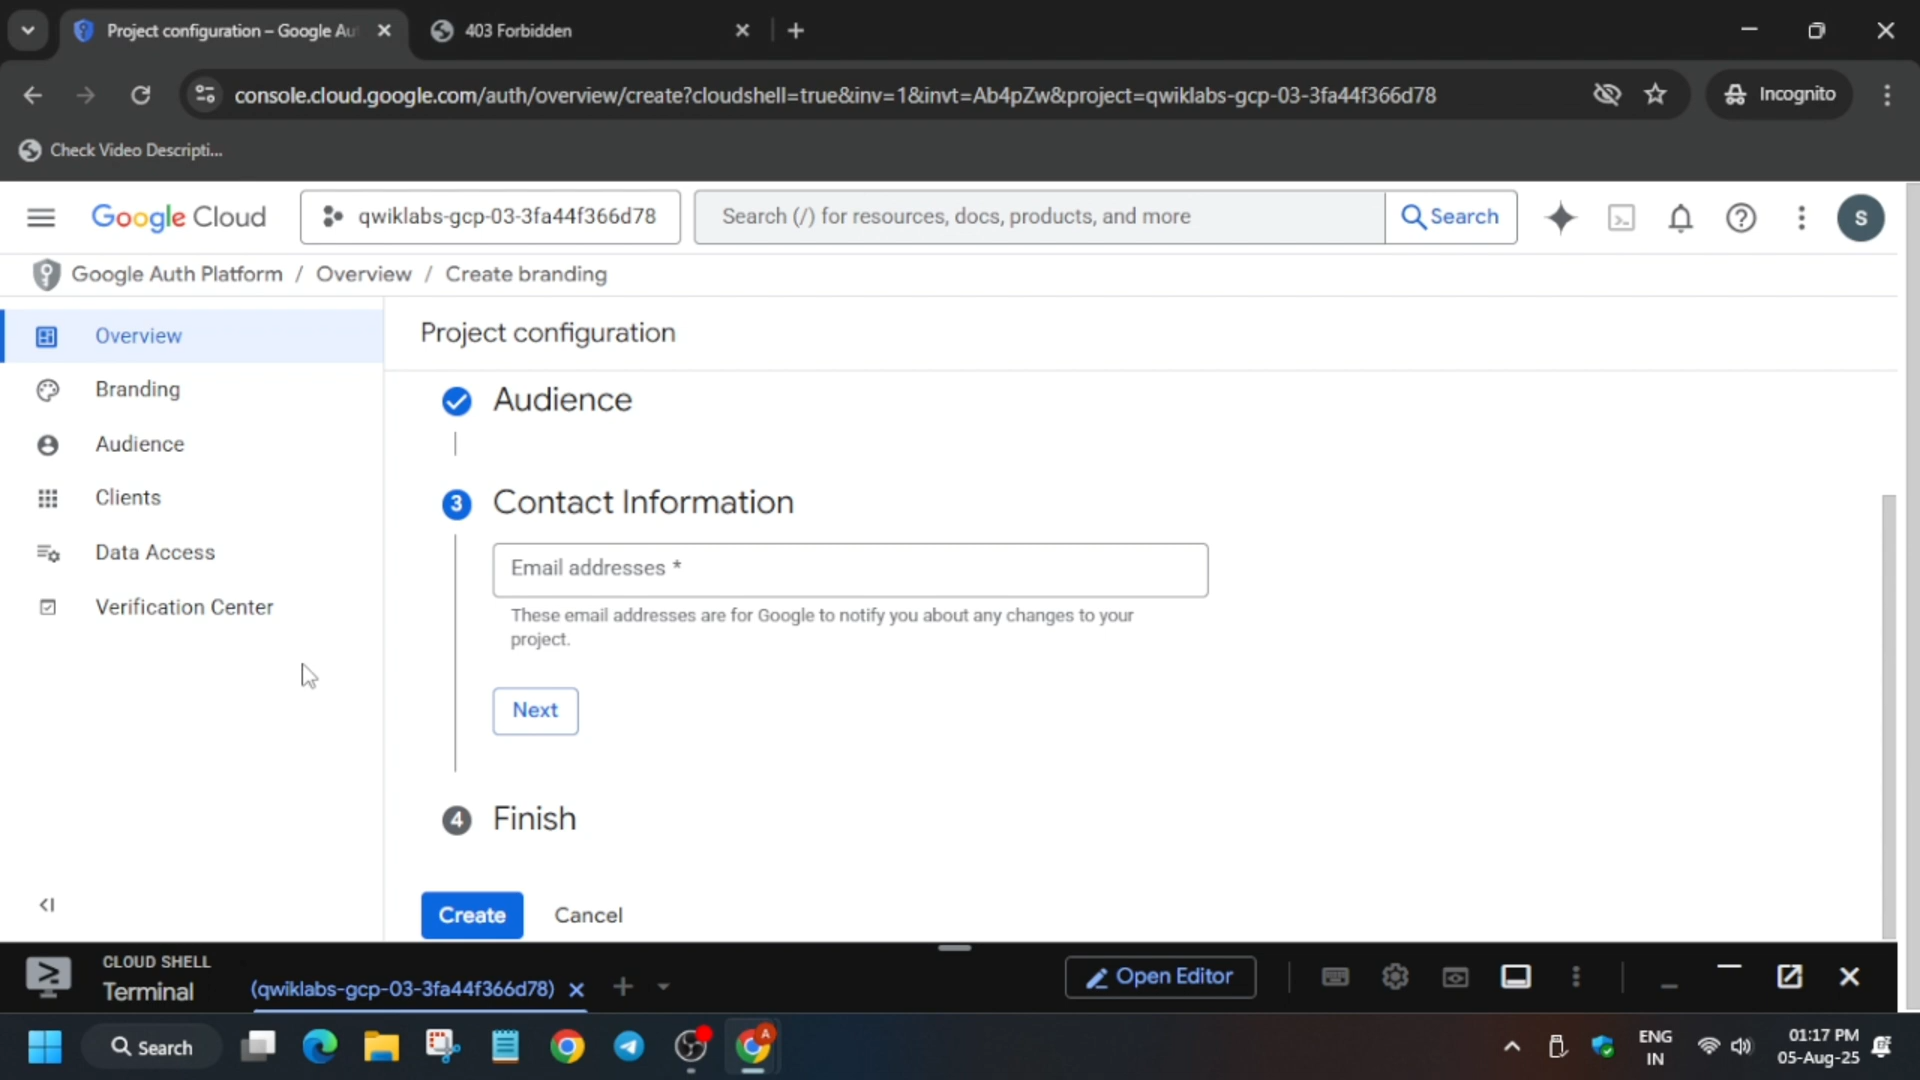 Project configuration – Google Au
403 Forbidden
console.cloud.google.com/auth/overview/create?cloudshell=true&inv=1&invt=Ab4pZw&project=qwiklabs-gcp-03-3fa44f366d78
Incognito
Check Video Descripti...
Google Cloud
qwiklabs-gcp-03-3fa44f366d78
Search (/) for resources, docs, products, and more
Search
S
Google Auth Platform / Overview / Create branding
Overview
Branding
Audience
Clients
Data Access
Verification Center
Project configuration
Audience
3 Contact Information
Email addresses *
These email addresses are for Google to notify you about any changes to your
project.
Next
4 Finish
Create
Cancel
CLOUD SHELL
Terminal
(qwiklabs-gcp-03-3fa44f366d78)
Open Editor
Search
A
ENG
IN
01:17 PM
05-Aug-25